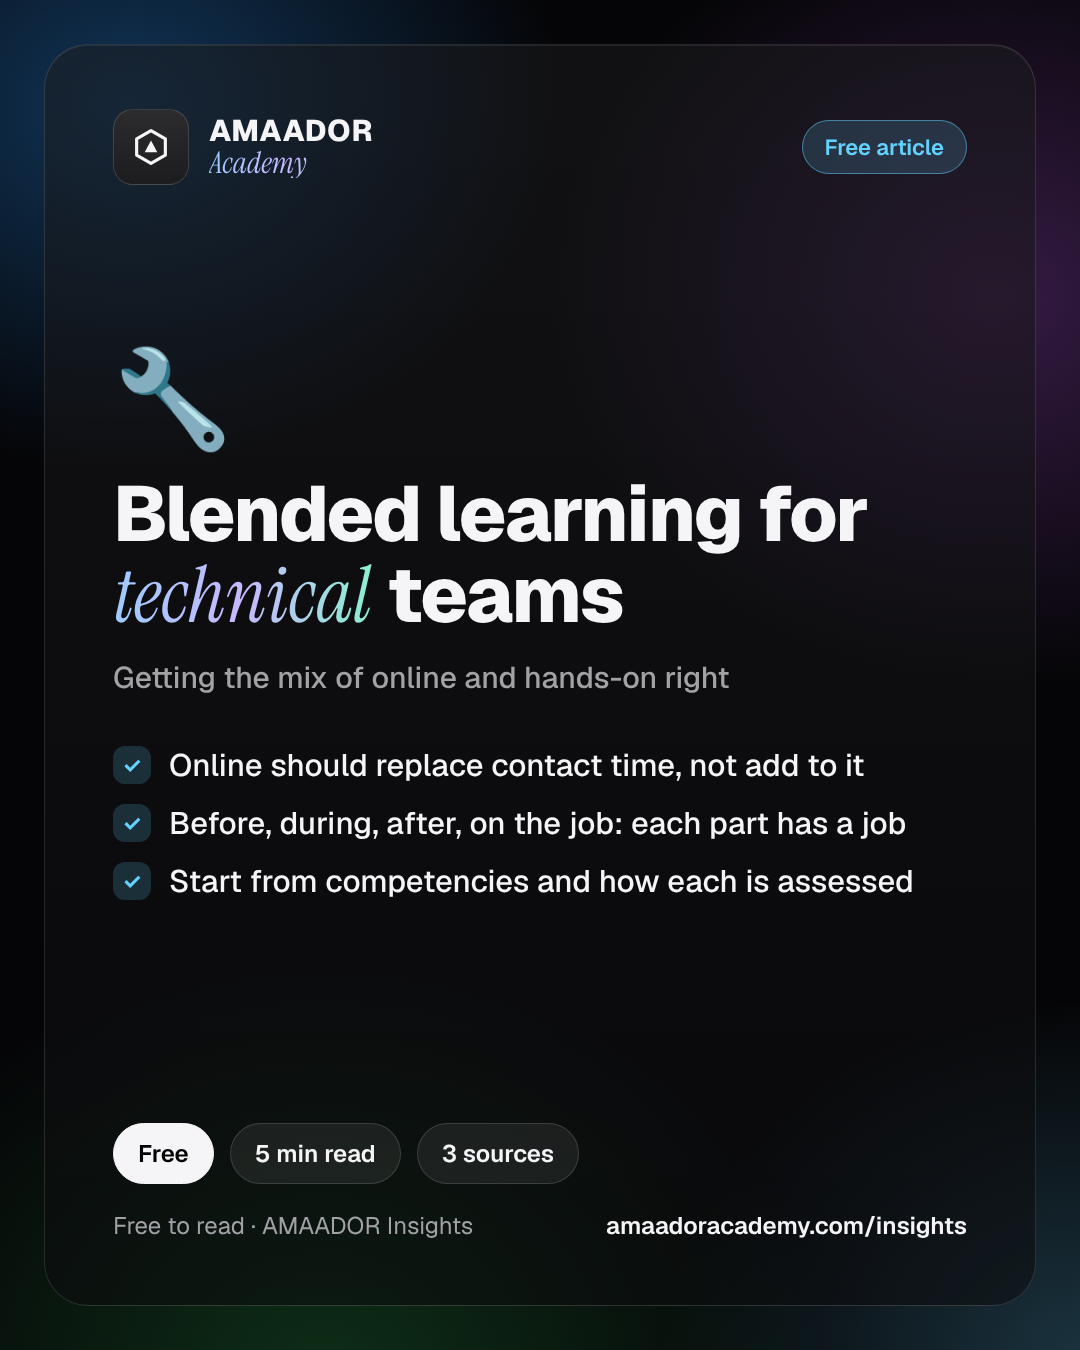 AMAADOR
Academy
Free article
Blended learning for
technical teams
Getting the mix of online and hands-on right
Online should replace contact time, not add to it
Before, during, after, on the job: each part has a job
Start from competencies and how each is assessed
Free
5 min read
3 sources
Free to read · AMAADOR Insights
amaadoracademy.com/insights